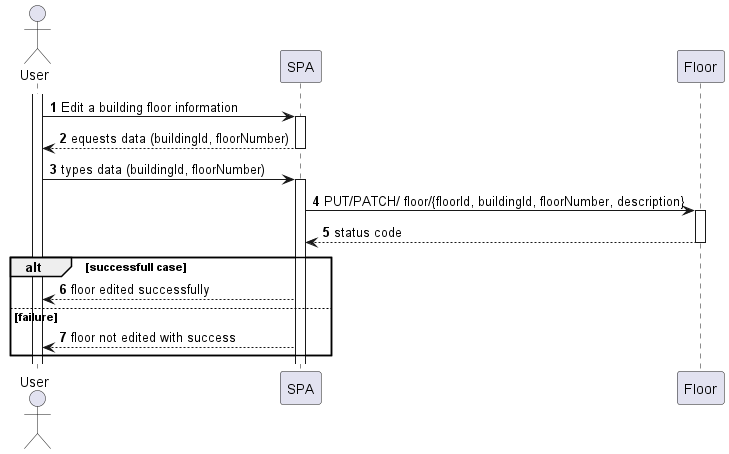 User
SPA
Floor
1 Edit a building floor information
2 equests data (buildingId, floorNumber)
3 types data (buildingId, floorNumber)
4 PUT/PATCH/ floor/{floorId, buildingId, floorNumber, description}
5 status code
alt [successfull case]
6 floor edited successfully
[failure]
7 floor not edited with success
User
SPA
Floor